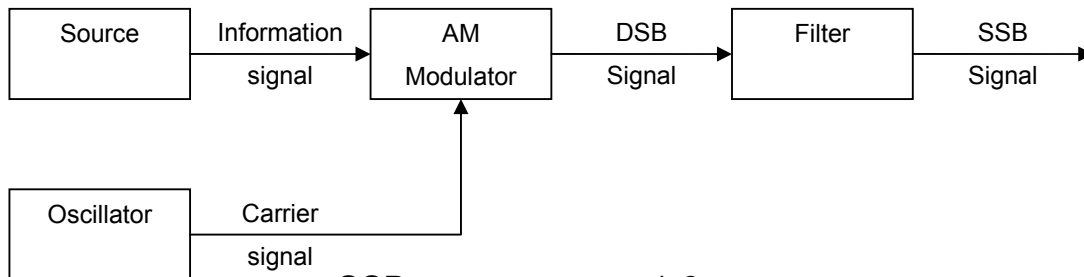 Source
Information
signal
AM
Modulator
DSB
Signal
Filter
SSB
Signal
Oscillator
Carrier
signal